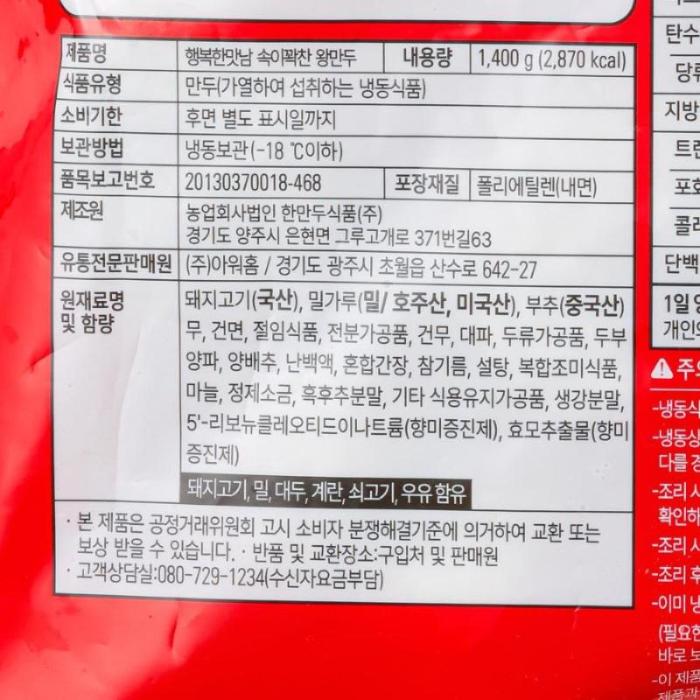 제품명 행복한맛남 속이꽉찬 왕만두 내용량 1,400 g (2,870 kcal)
식품유형 만두(가열하여 섭취하는 냉동식품)
소비기한 후면 별도 표시일까지
보관방법 냉동보관(-18 ℃이하)
품목보고번호 20130370018-468 포장재질 폴리에틸렌(내면)
제조원 농업회사법인 한만두식품(주)
경기도 양주시 은현면 그루고개로 371번길63
유통전문판매원 (주)아워홈 / 경기도 광주시 초월읍 산수로 642-27
원재료명 및 함량 돼지고기(국산), 밀가루(밀/ 호주산, 미국산), 부추(중국산)
무, 건면, 절임식품, 전분가공품, 건무, 대파, 두류가공품, 두부
양파, 양배추, 난백액, 혼합간장, 참기름, 설탕, 복합조미식품,
마늘, 정제소금, 흑후추분말, 기타 식용유지가공품, 생강분말,
5'-리보뉴클레오티드이나트륨(향미증진제), 효모추출물(향미
증진제)
돼지고기, 밀, 대두, 계란, 쇠고기, 우유 함유
· 본 제품은 공정거래위원회 고시 소비자 분쟁해결기준에 의거하여 교환 또는
보상 받을 수 있습니다. · 반품 및 교환장소:구입처 및 판매원
· 고객상담실:080-729-1234(수신자요금부담)
탄수
당류
지방
트랜
포화
콜레
단백
1일 영
개인의
주의
-냉동식
-냉동상
다를 경
-조리 시
확인하
-조리 시
-조리 후
-이미 냉
(필요한
바로 보
-이 제품